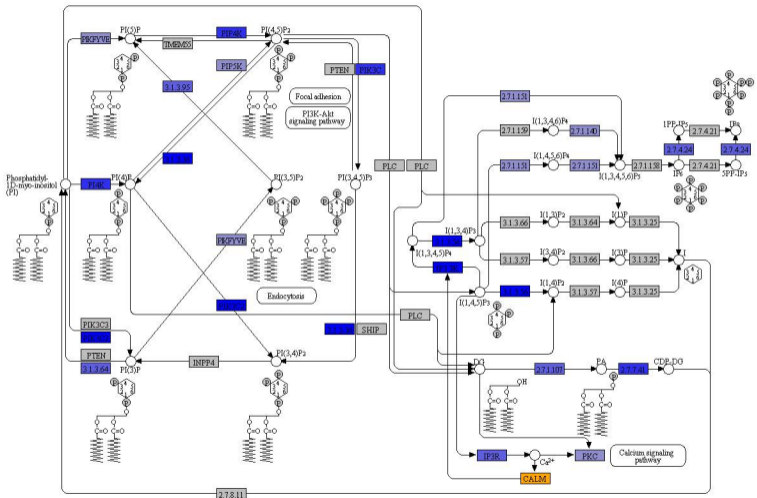 PI(5)P
PIP4K
PI(4,5)P2
PIKFYVE
TMEM55
PIP5K
PTEN
PIK3C
3.1.3.95
Focal adhesion
PI3K-Akt
signaling pathway
2.7.1.151
2.7.1.159
I(1,3,4,6)P4
2.7.1.140
1PP-IP5
2.7.4.21
IP8
2.7.4.24
2.7.4.24
PLC
PLC
2.7.1.151
I(1,4,5,6)P4
2.7.1.151
I(1,3,4,5,6)P5
2.7.1.158
IP6
2.7.4.21
5PP-IP5
Phosphatidyl-
1D-myo-inositol
(PI)
PI4K
PI(4)P
PI(3,5)P2
PI(3,4,5)P3
I(1,3,4)P3
3.1.3.66
I(1,3)P2
3.1.3.64
I(1)P
3.1.3.25
I(1,3,4,5)P4
3.1.3.57
I(3,4)P2
3.1.3.66
I(3)P
3.1.3.25
I
PIKFYVE
Endocytosis
I(1,4,5)P3
I(1,4)P2
3.1.3.57
I(4)P
3.1.3.25
PLC
PIK3C3
SHIP
PTEN
3.1.3.64
PI(3)P
INPP4
PI(3,4)P2
DG
2.7.1.107
PA
2.7.7.41
CDP-DG
OH
IP3R
Ca2+
PKC
Calcium signaling
pathway
CALM
2.7.8.11